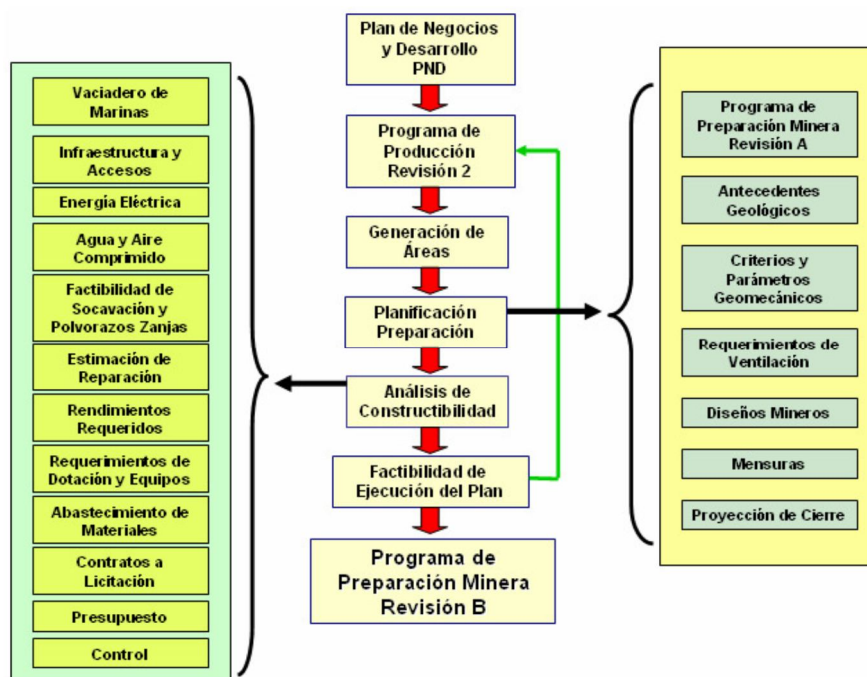 Plan de Negocios
y Desarrollo
PND
Programa de
Producción
Revisión 2
Generación de
Áreas
Planificación
Preparación
Análisis de
Constructibilidad
Factibilidad de
Ejecución del Plan
Programa de
Preparación Minera
Revisión B
Vaciadero de
Marinas
Infraestructura y
Accesos
Energía Eléctrica
Agua y Aire
Comprimido
Factibilidad de
Socavación y
Polvorazos Zanjas
Estimación de
Reparación
Rendimientos
Requeridos
Requerimientos de
Dotación y Equipos
Abastecimiento de
Materiales
Contratos a
Licitación
Presupuesto
Control
Programa de
Preparación Minera
Revisión A
Antecedentes
Geológicos
Criterios y
Parámetros
Geomecánicos
Requerimientos de
Ventilación
Diseños Mineros
Mensuras
Proyección de Cierre